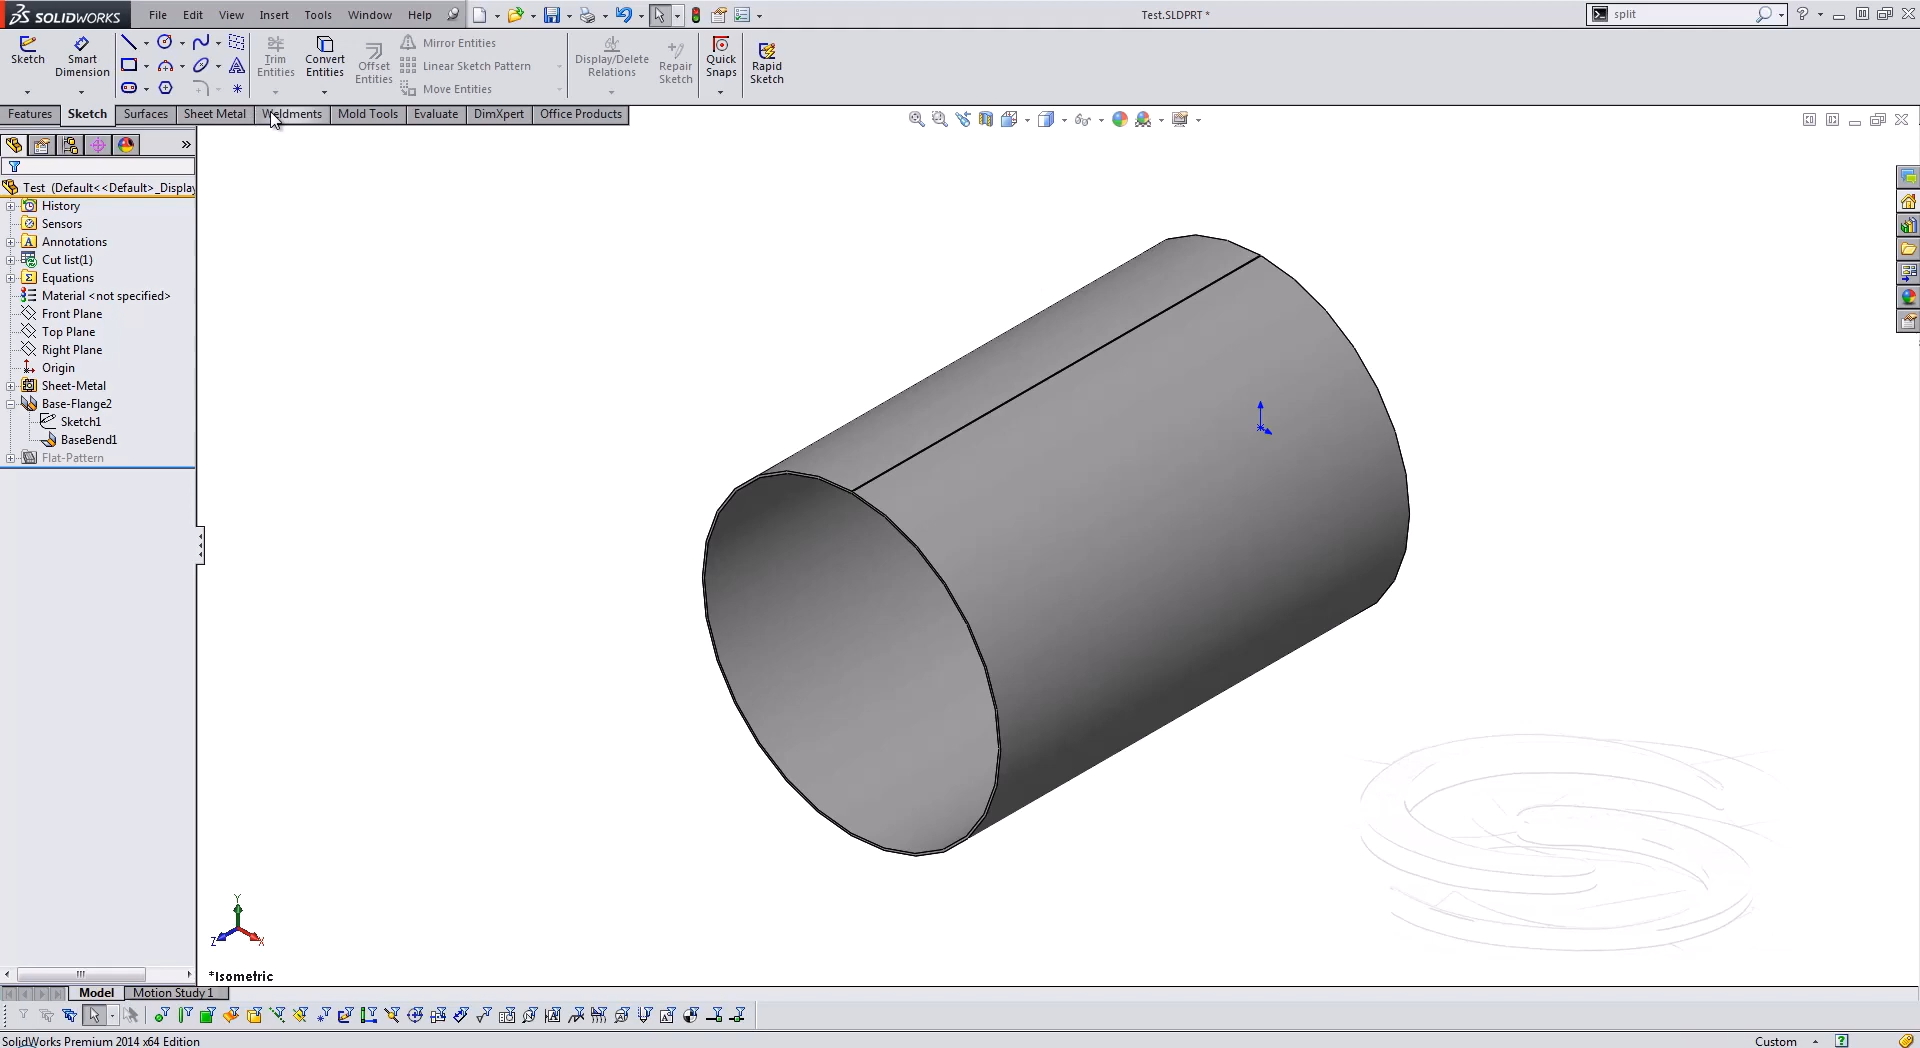 SOLIDWORKS File Edit View Insert Tools Window Help Test.SLDPRT * split
Sketch Smart Dimension Trim Entities Convert Entities Offset Entities Mirror Entities Linear Sketch Pattern Move Entities Display/Delete Relations Repair Sketch Quick Snaps Rapid Sketch
Features Sketch Surfaces Sheet Metal Weldments Mold Tools Evaluate DimXpert Office Products
Test (Default<<Default>_Display
History
Sensors
Annotations
Cut list(1)
Equations
Material <not specified>
Front Plane
Top Plane
Right Plane
Origin
Sheet-Metal
Base-Flange2
Sketch1
BaseBend1
Flat-Pattern
Y
Z X
*Isometric
Model Motion Study 1
SolidWorks Premium 2014 x64 Edition Custom